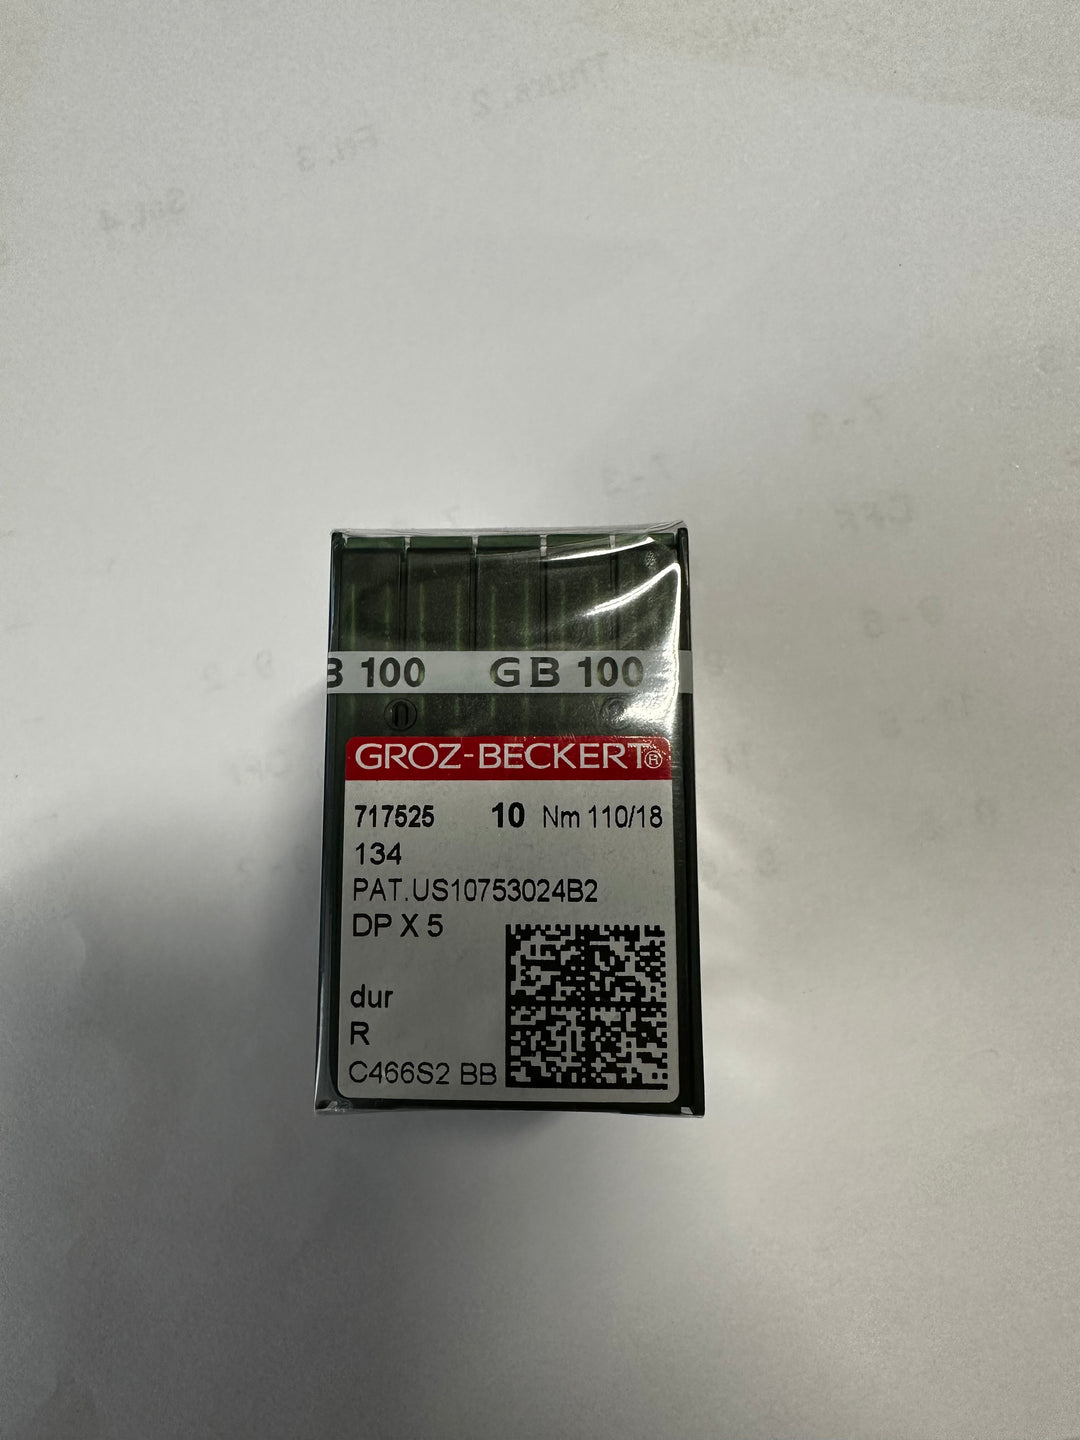 B 100 GB 100
GROZ-BECKERT®
717525 10 Nm 110/18
134
PAT.US10753024B2
DP X 5
dur
R
C466S2 BB